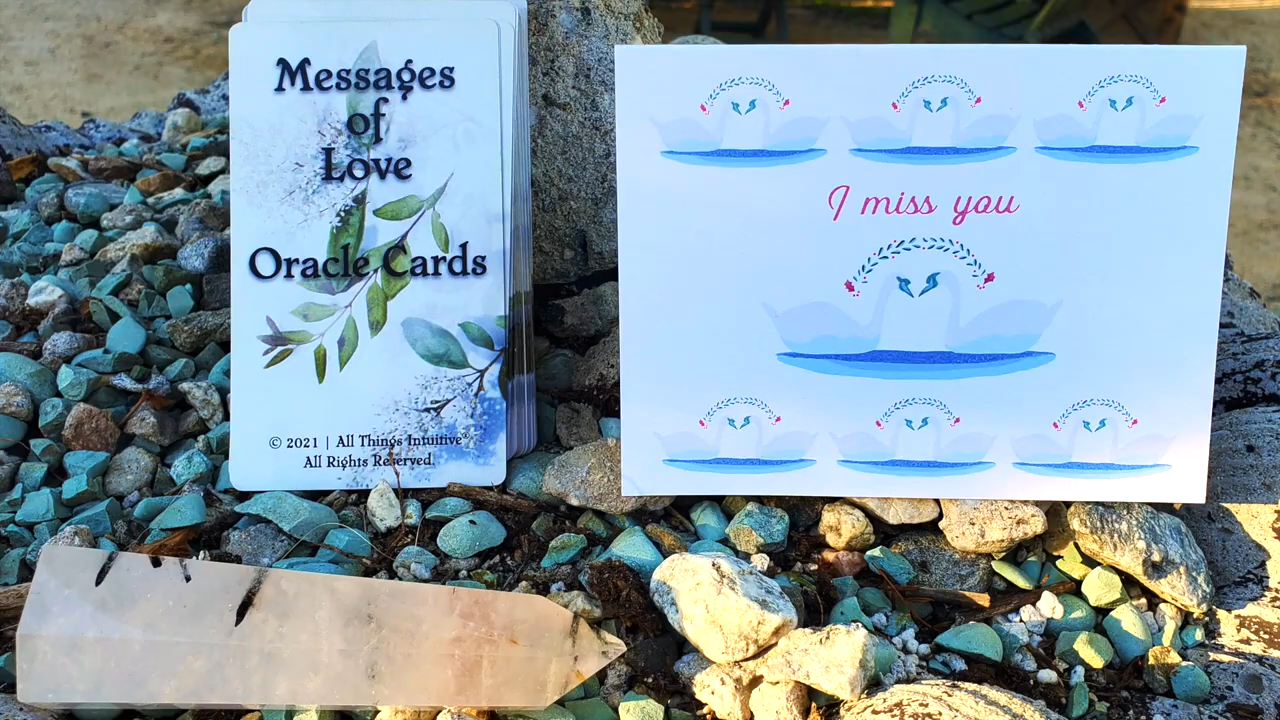 Messages
of
Love
Oracle Cards
© 2021 | All Things Intuitive®
All Rights Reserved
I miss you